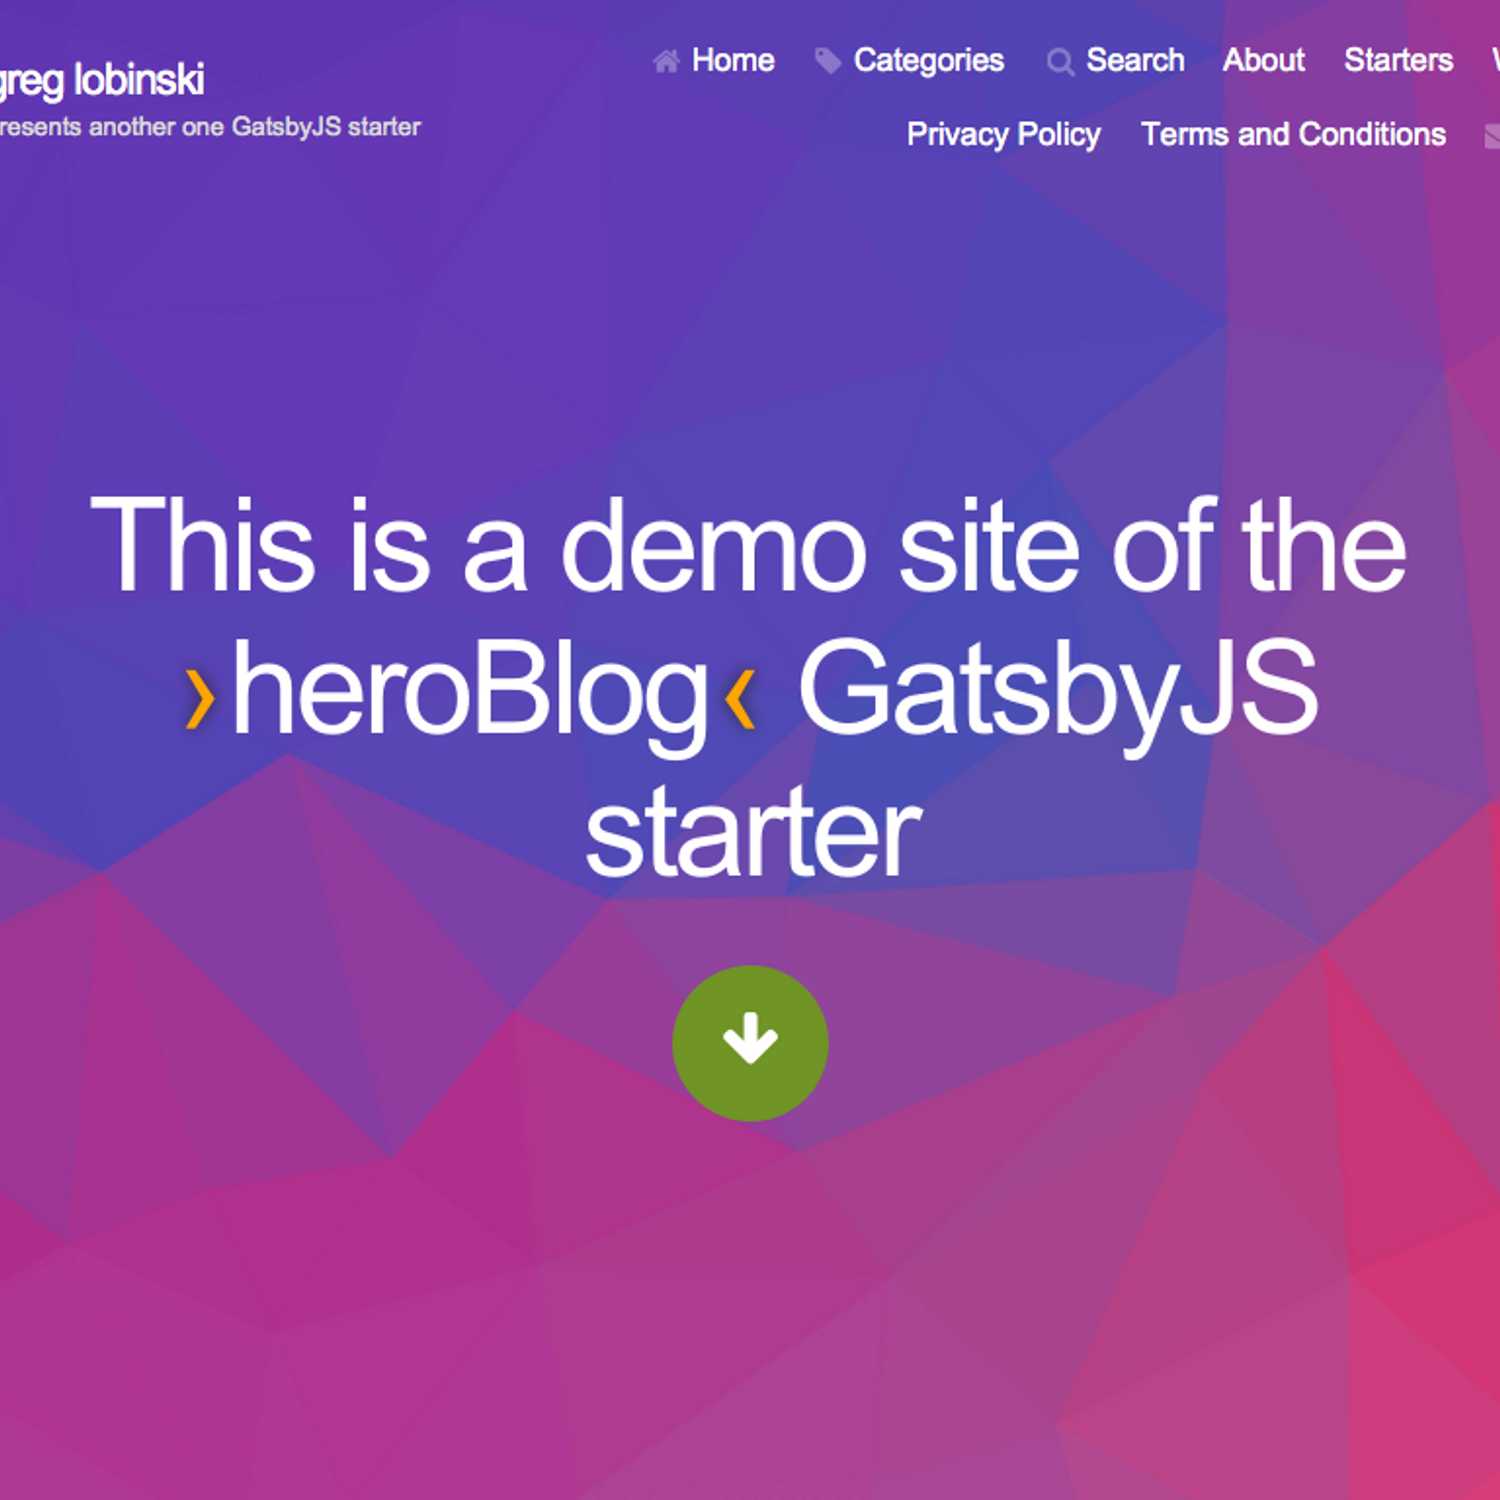 greg lobinski
resents another one GatsbyJS starter
Home Categories Search About Starters
Privacy Policy Terms and Conditions
This is a demo site of the
›heroBlog‹ GatsbyJS
starter